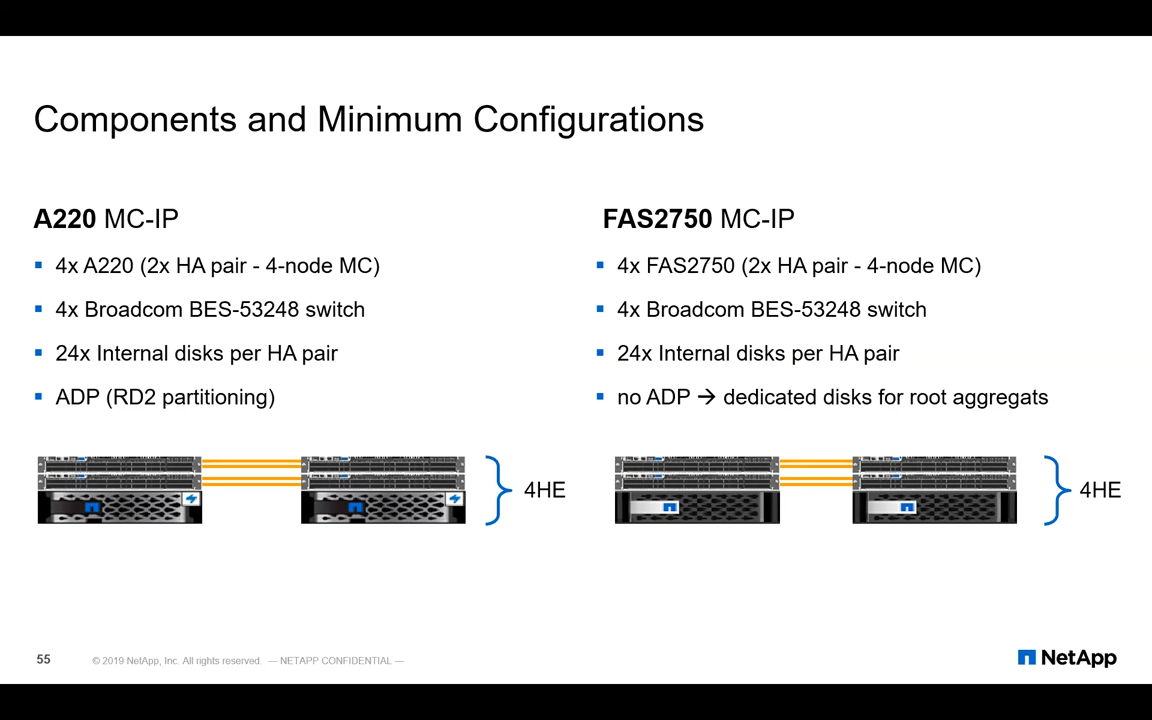 Components and Minimum Configurations
A220 MC-IP
4x A220 (2x HA pair - 4-node MC)
4x Broadcom BES-53248 switch
24x Internal disks per HA pair
ADP (RD2 partitioning)
4HE
FAS2750 MC-IP
4x FAS2750 (2x HA pair - 4-node MC)
4x Broadcom BES-53248 switch
24x Internal disks per HA pair
no ADP → dedicated disks for root aggregats
4HE
55
© 2019 NetApp, Inc. All rights reserved. — NETAPP CONFIDENTIAL —
NetApp